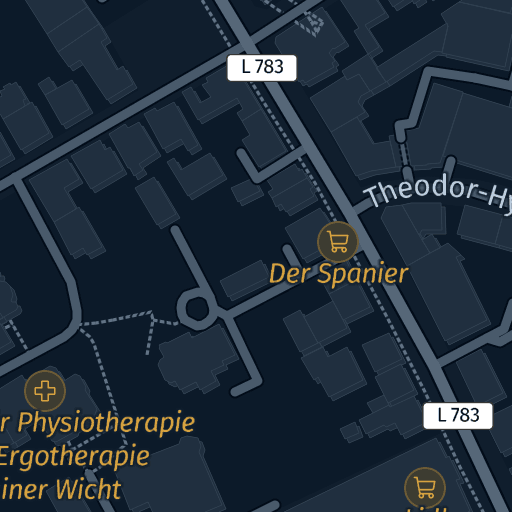 L 783
Theodor-Hy
Der Spanier
r Physiotherapie
Ergotherapie
iner Wicht
L 783